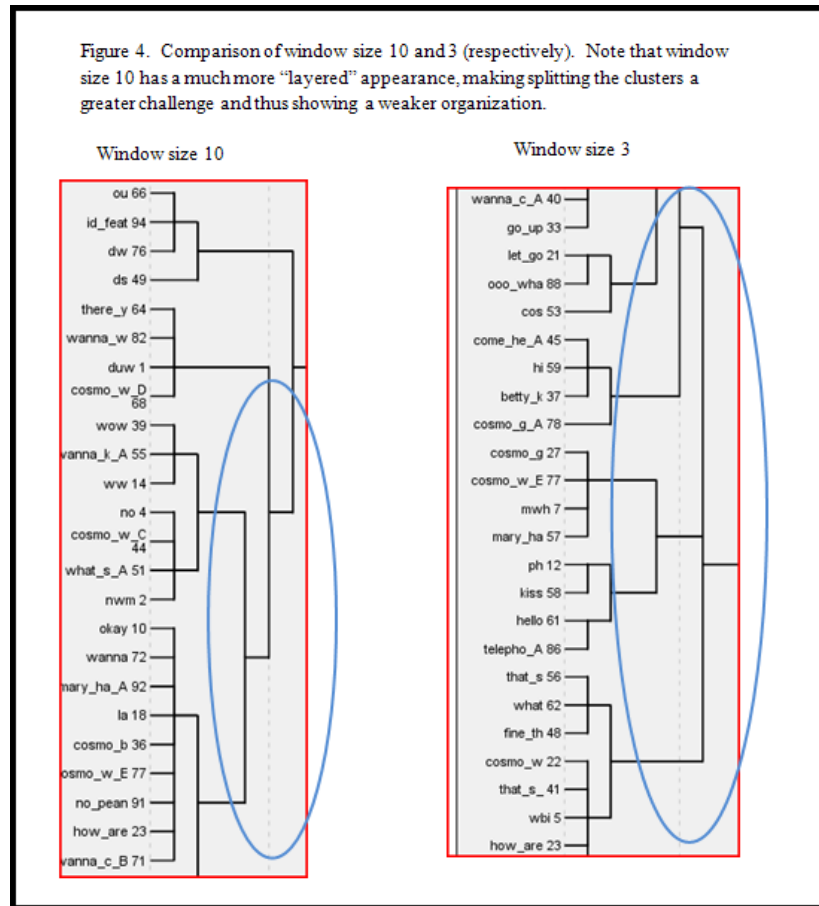 Figure 4. Comparison of window size 10 and 3 (respectively). Note that window
size 10 has a much more “layered” appearance, making splitting the clusters a
greater challenge and thus showing a weaker organization.
Window size 10
ou 66
id_feat 94
dw 76
ds 49
there_y 64
wanna_w 82
duw 1
cosmo_w_D
68
wow 39
vanna_k_A 55
ww 14
no 4
cosmo_w_C
44
what_s_A 51
nwm 2
okay 10
wanna 72
mary_ha_A 92
la 18
cosmo_b 36
osmo_w_E 77
no_pean 91
how_are 23
vanna_c_B 71
Window size 3
wanna_c_A 40
go_up 33
let_go 21
ooo_wha 88
cos 53
come_he_A 45
hi 59
betty_k 37
cosmo_g_A 78
cosmo_g 27
cosmo_w_E 77
mwh 7
mary_ha 57
ph 12
kiss 58
hello 61
telepho_A 86
that_s 56
what 62
fine_th 48
cosmo_w 22
that_s_ 41
wbi 5
how_are 23